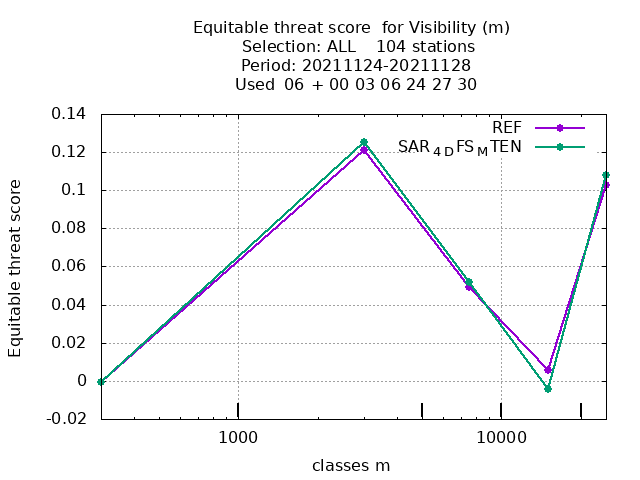 Equitable threat score  for Visibility (m)
Selection: ALL    104 stations
Period: 20211124-20211128
Used  06  + 00 03 06 24 27 30
0.14
0.12
0.1
0.08
0.06
0.04
0.02
0
-0.02
Equitable threat score
REF
SAR4DFSMTEN
1000
10000
classes m